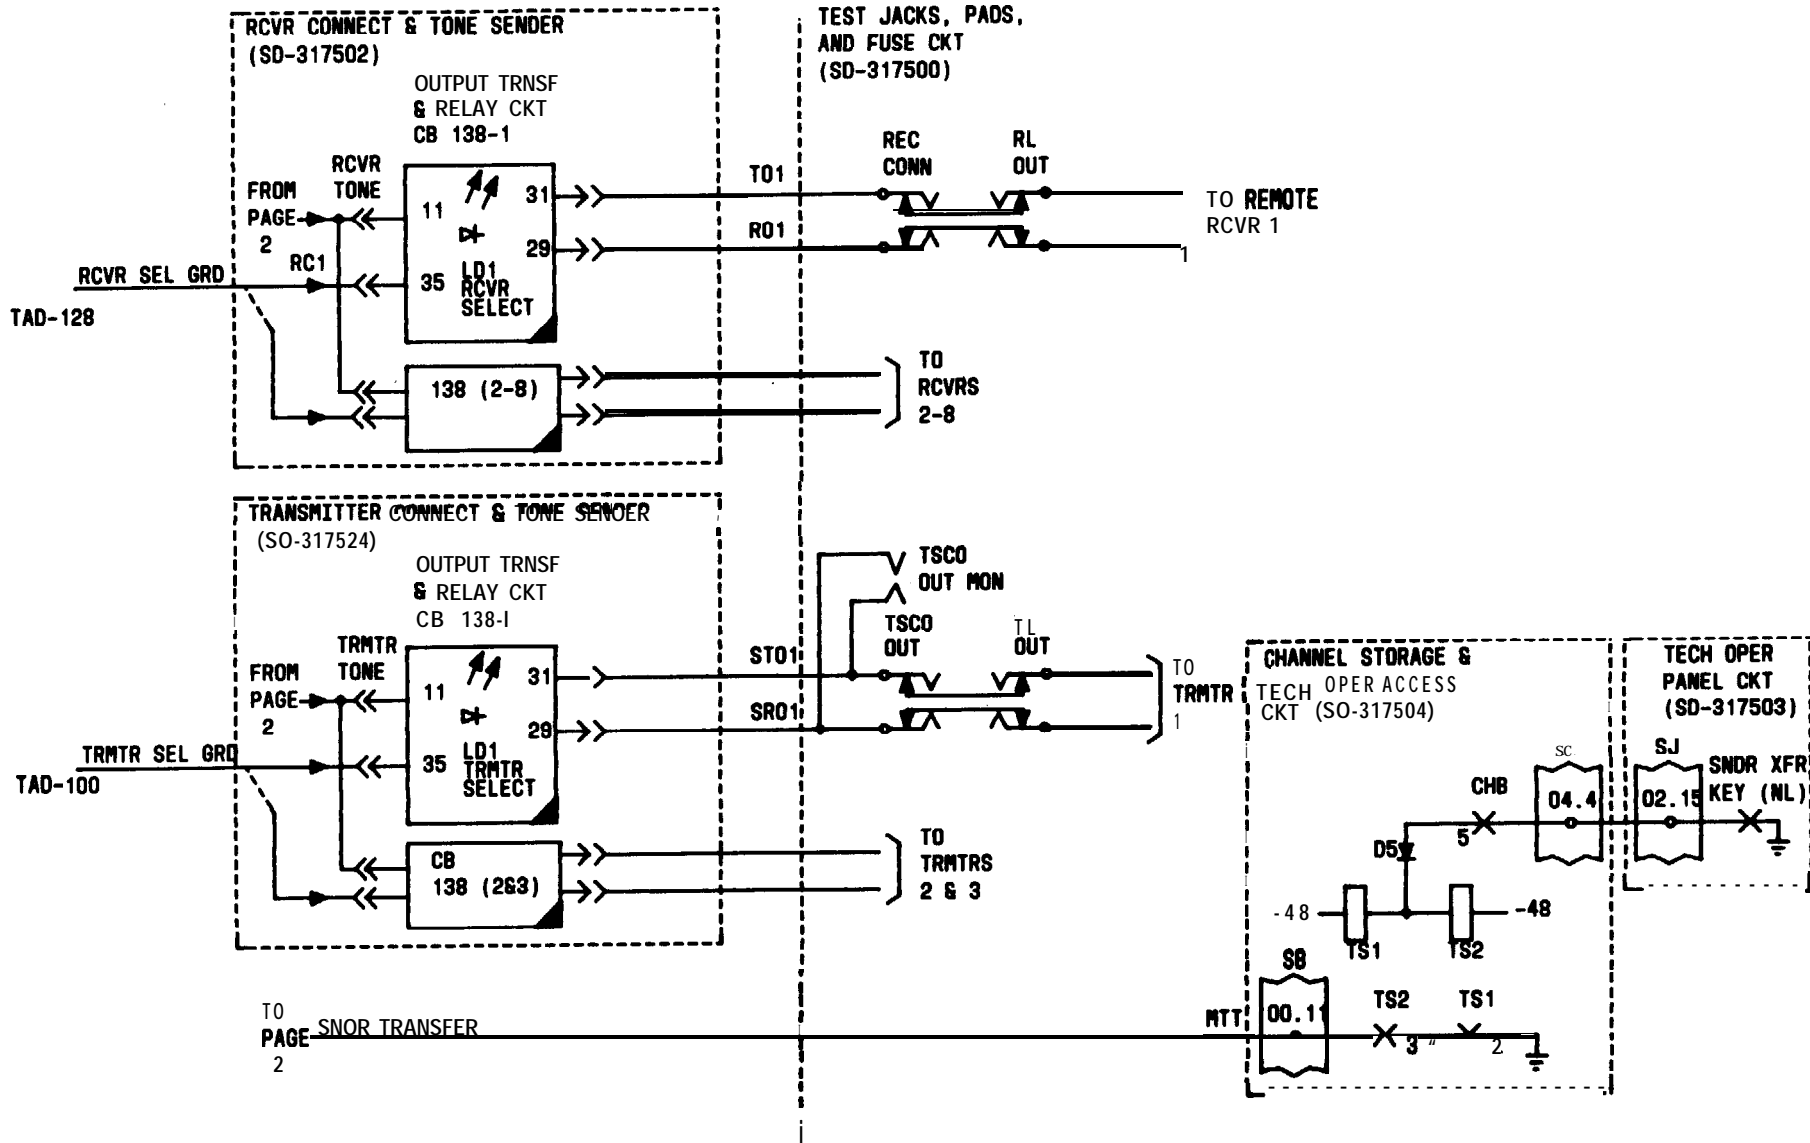 RCVR CONNECT & TONE SENDER
(SD-317502)
OUTPUT TRNSF
& RELAY CKT
CB 138-1
RCVR
TONE
FROM
PAGE
2
RC1
RCVR SEL GRD
TAD-128
11
35
31
29
LD1
RCVR
SELECT
138 (2-8)
TEST JACKS, PADS,
AND FUSE CKT
(SD-317500)
T01
R01
REC
CONN
RL
OUT
TO REMOTE
RCVR 1
1
TO
RCVRS
2-8
TRANSMITTER CONNECT & TONE SENDER
(SO-317524)
OUTPUT TRNSF
& RELAY CKT
CB 138-I
TRMTR
TONE
FROM
PAGE
2
TRMTR SEL GRD
TAD-100
11
35
31
29
LD1
TRMTR
SELECT
CB
138 (2&3)
ST01
SR01
TSCO
OUT MON
TSCO
OUT
TL
OUT
TO
TRMTR
1
TO
TRMTRS
2 & 3
CHANNEL STORAGE &
TECH OPER ACCESS
CKT (SO-317504)
SC
04.4
CHB
5
D5
-48
-48
TS1
TS2
SB
00.11
TS2
TS1
3 "
2
MTT
TECH OPER
PANEL CKT
(SD-317503)
SJ
02.15
SNDR XFR
KEY (NL)
TO
PAGE
2
SNOR TRANSFER